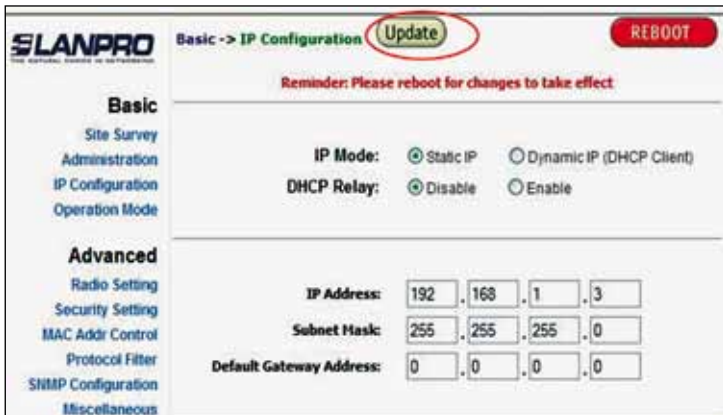 LANPRO
THE NATURAL CHOICE IN NETWORKING
Basic -> IP Configuration
Update
REBOOT
Reminder: Please reboot for changes to take effect
Basic
Site Survey
Administration
IP Configuration
Operation Mode
Advanced
Radio Setting
Security Setting
MAC Addr Control
Protocol Filter
SNMP Configuration
Miscellaneous
IP Mode: Static IP Dynamic IP (DHCP Client)
DHCP Relay: Disable Enable
IP Address: 192 . 168 . 1 . 3
Subnet Mask: 255 . 255 . 255 . 0
Default Gateway Address: 0 . 0 . 0 . 0